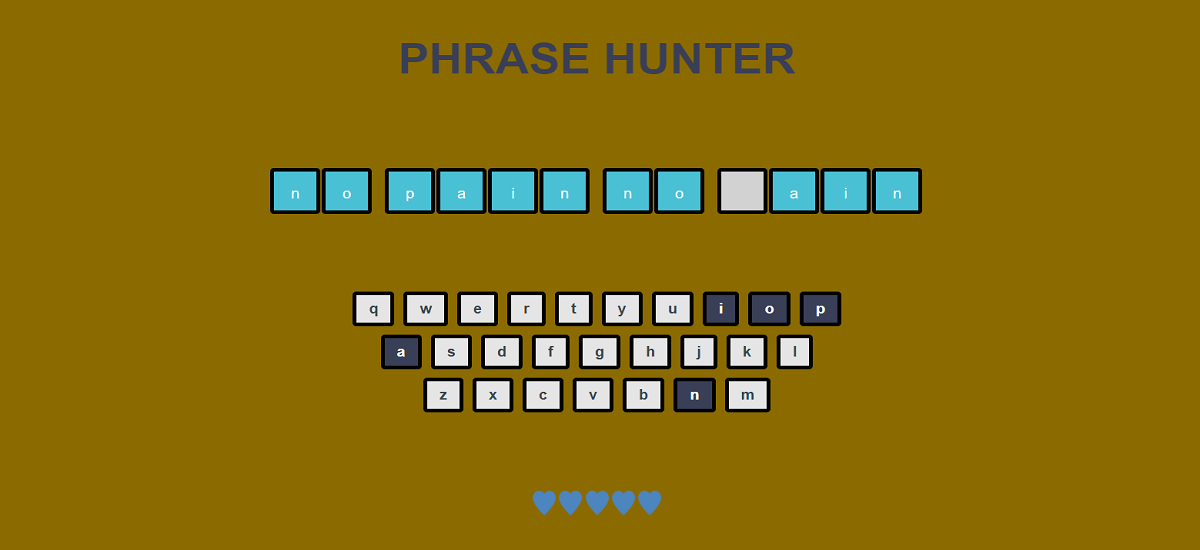 PHRASE HUNTER
n o p a i n n o a i n
q w e r t y u i o p
a s d f g h j k l
z x c v b n m